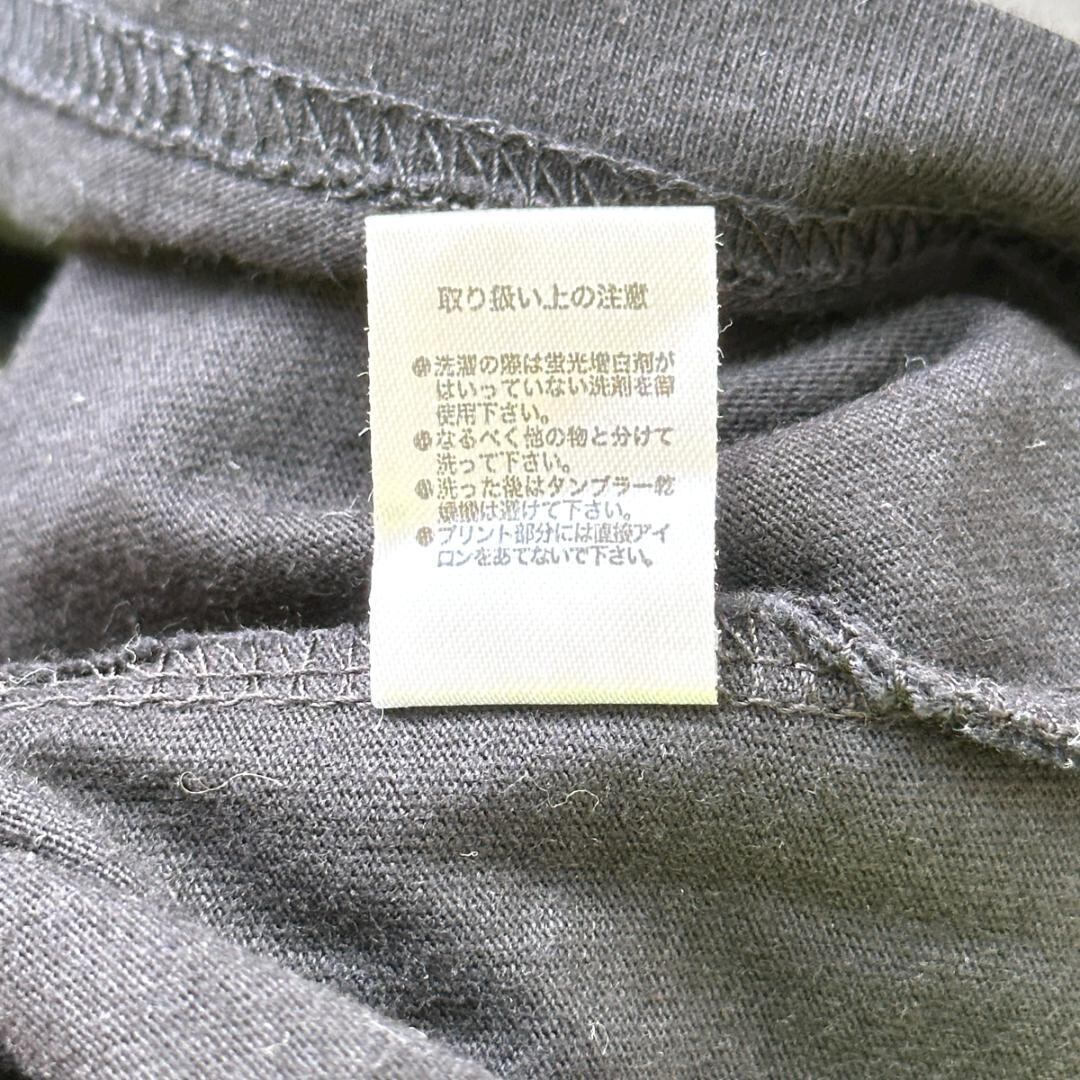 取り扱い上の注意
●洗濯の際は蛍光増白剤が
はいっていない洗剤を御
使用下さい。
●なるべく他の物と分けて
洗って下さい。
●洗った後はタンブラー乾
燥機は避けて下さい。
●プリント部分には直接アイ
ロンをあてないで下さい。